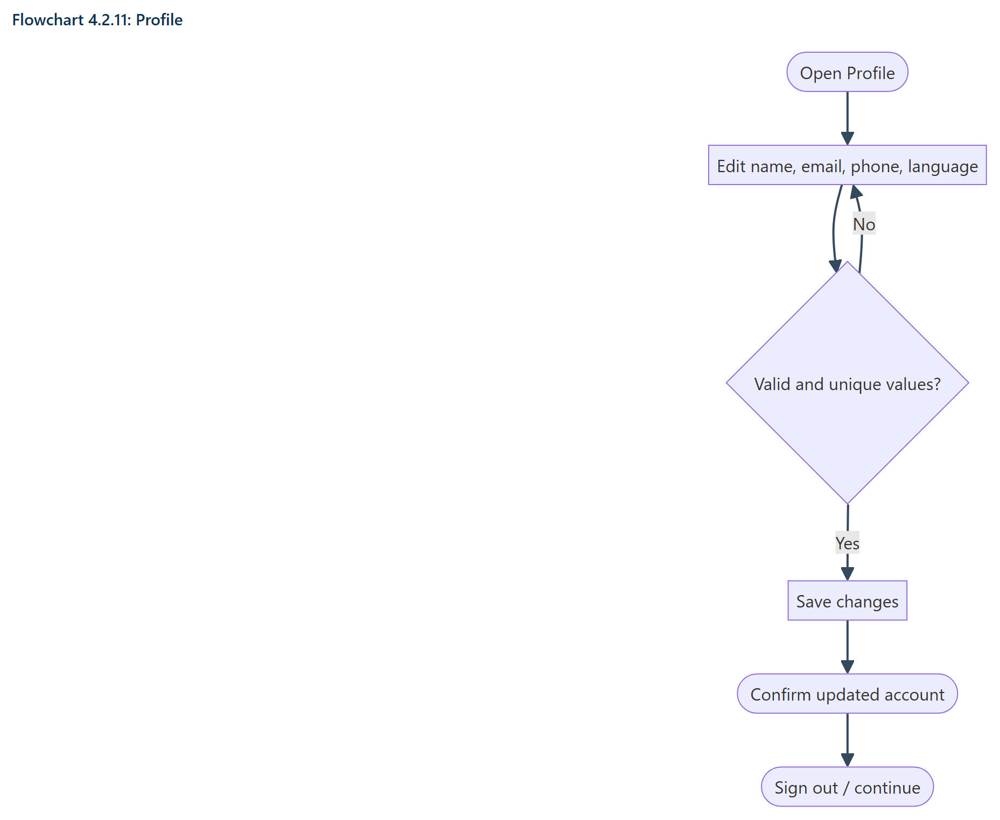 Flowchart 4.2.11: Profile
Open Profile
Edit name, email, phone, language
No
Valid and unique values?
Yes
Save changes
Confirm updated account
Sign out / continue